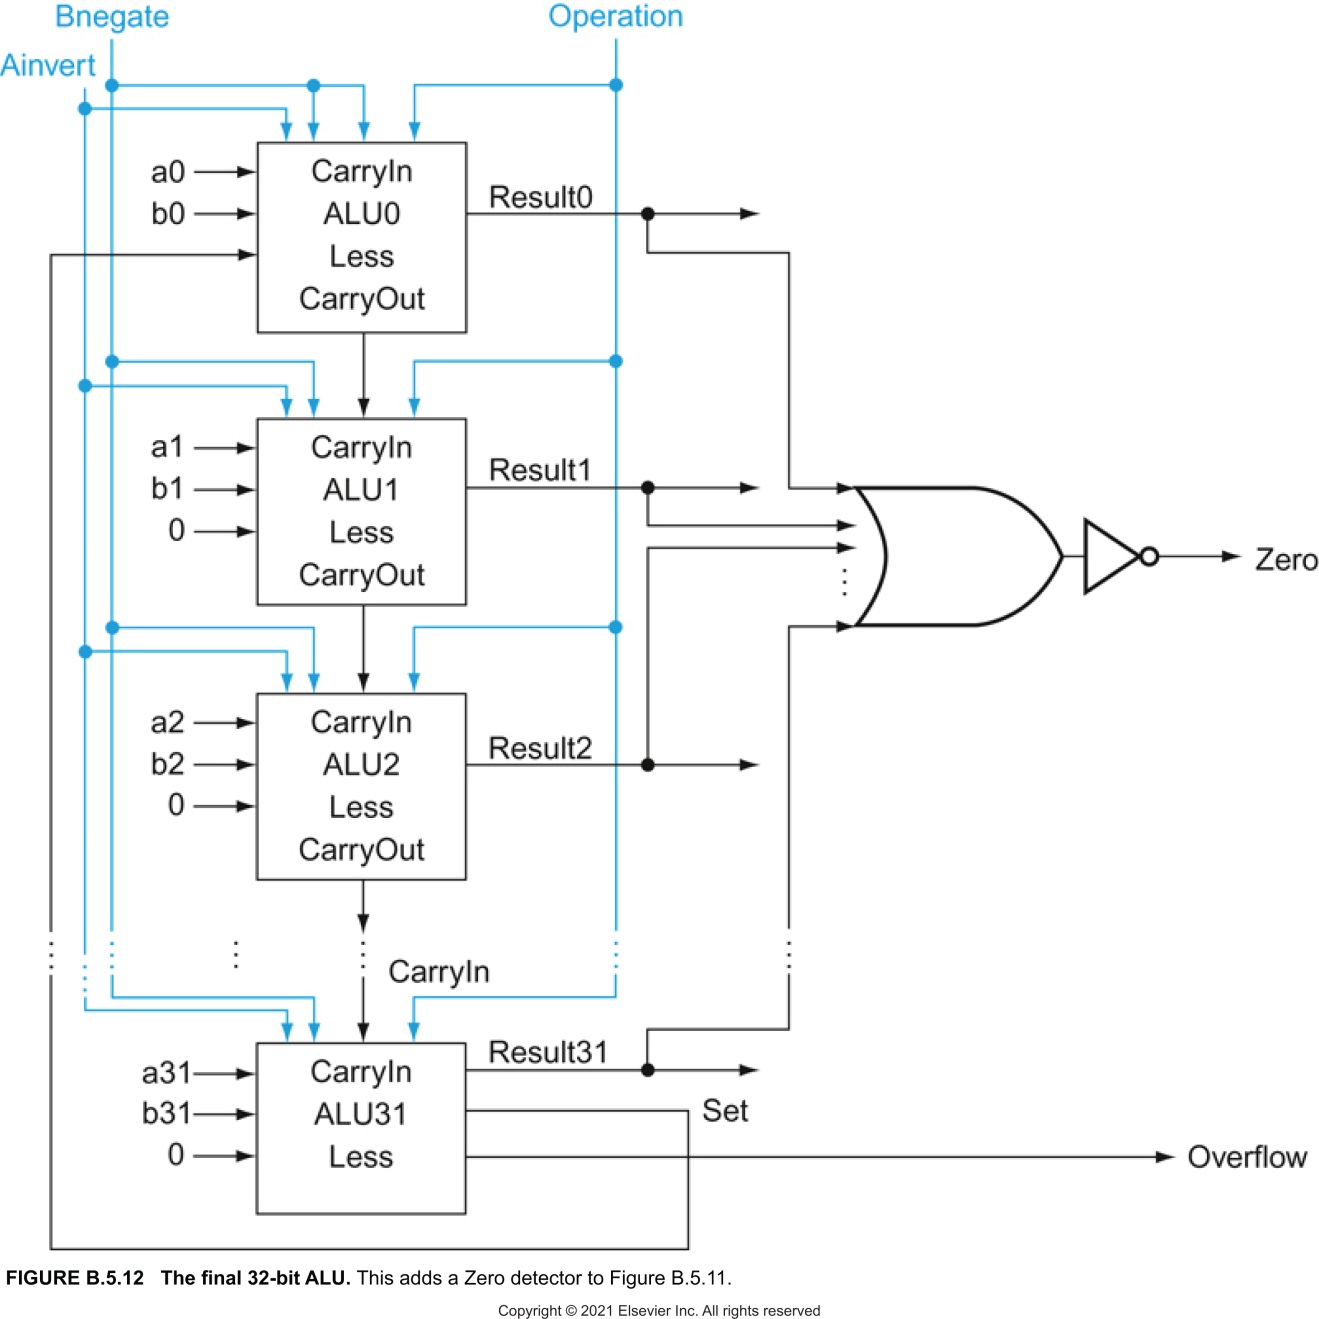 Bnegate
Operation
Ainvert
a0
b0
CarryIn
ALU0
Less
CarryOut
Result0
a1
b1
0
CarryIn
ALU1
Less
CarryOut
Result1
Zero
a2
b2
0
CarryIn
ALU2
Less
CarryOut
Result2
CarryIn
a31
b31
0
CarryIn
ALU31
Less
Result31
Set
Overflow
FIGURE B.5.12 The final 32-bit ALU. This adds a Zero detector to Figure B.5.11.
Copyright © 2021 Elsevier Inc. All rights reserved